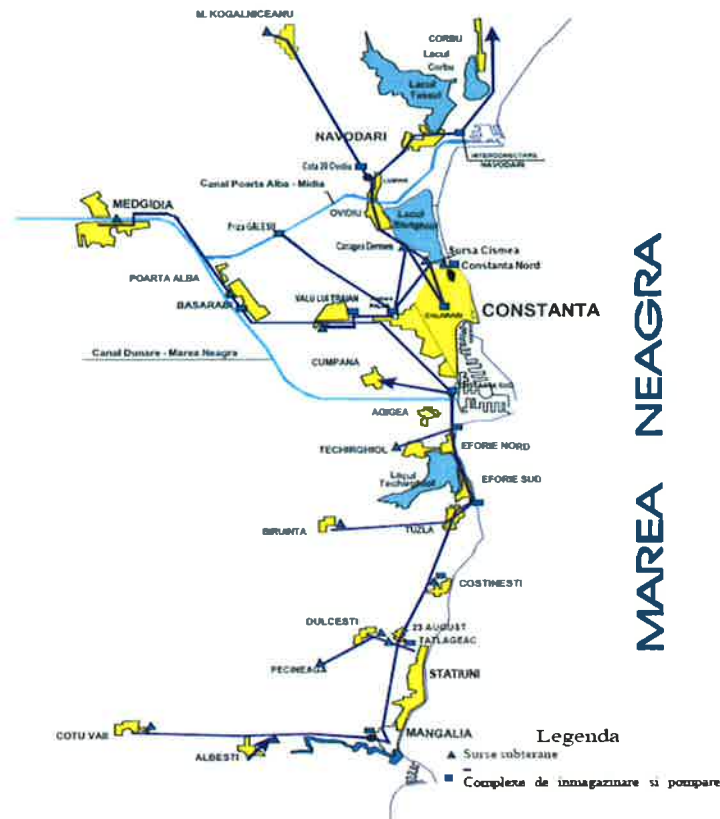 M. KOGALNICEANU
CORBU
Lacul
Corbu
Lacul
Tasaul
NAVODARI
INTERCONECTARE
NAVODARI
Cota 20 Ovidiu
Canal Poarta Alba - Midia
OVIDIU
Lacul
MEDGIDIA
Priza GALESU
Sursa Cismea
Constanta Nord
POARTA ALBA
BASARABI
VALU LUI TRAIAN
CONSTANTA
Canal Dunare - Marea Neagra
CUMPANA
AGIGEA
TECHIRGHIOL
EFORIE NORD
Lacul
Techirghiol
EFORIE SUD
BIRUINTA
TUZLA
COSTINESTI
DULCESTI
23 AUGUST
TATLAGEAC
PECINEAGA
STATIUNI
COTU VAII
MANGALIA
ALBESTI
MAREA NEAGRA
Legenda
Surse subterane
Complexe de inmagazinare si pompare